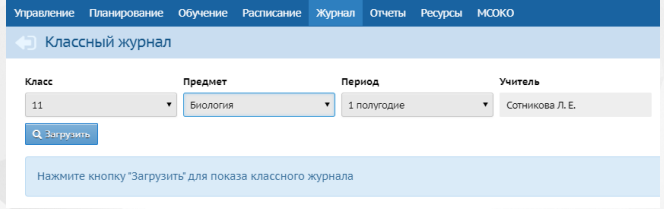 Управление Планирование Обучение Расписание Журнал Отчеты Ресурсы МСОКО
Классный журнал
Класс Предмет Период Учитель
11 Биология 1 полугодие Сотникова Л. Е.
Загрузить
Нажмите кнопку "Загрузить" для показа классного журнала